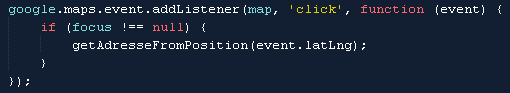 google.maps.event.addListener(map, 'click', function (event) {
    if (focus !== null) {
        getAdresseFromPosition(event.latLng);
    }
});